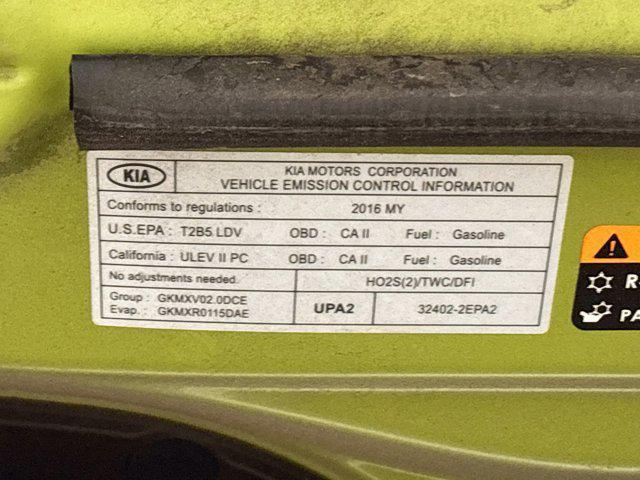 KIA
KIA MOTORS CORPORATION
VEHICLE EMISSION CONTROL INFORMATION
Conforms to regulations : 2016 MY
U.S.EPA : T2B5 LDV OBD : CA II Fuel : Gasoline
California : ULEV II PC OBD : CA II Fuel : Gasoline
No adjustments needed. HO2S(2)/TWC/DFI
Group : GKMXV02.0DCE
Evap. : GKMXR0115DAE
UPA2
32402-2EPA2
R-
PA